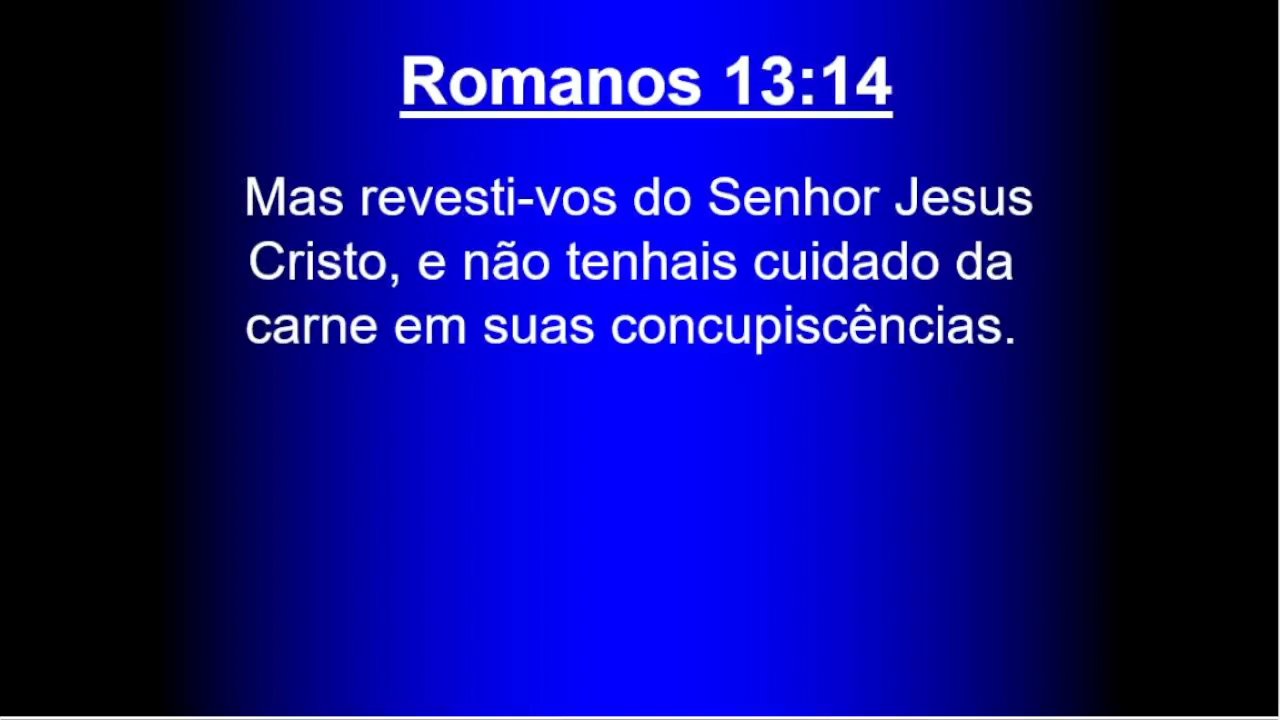 Romanos 13:14
Mas revesti-vos do Senhor Jesus
Cristo, e não tenhais cuidado da
carne em suas concupiscências.